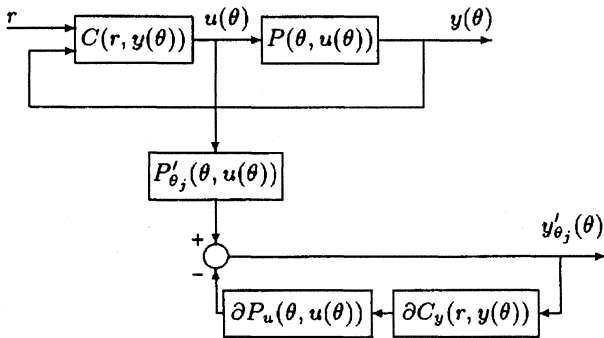 r
u(θ)
y(θ)
C(r, y(θ))
P(θ, u(θ))
P′θj(θ, u(θ))
+
−
y′θj(θ)
∂Pu(θ, u(θ))
∂Cy(r, y(θ))